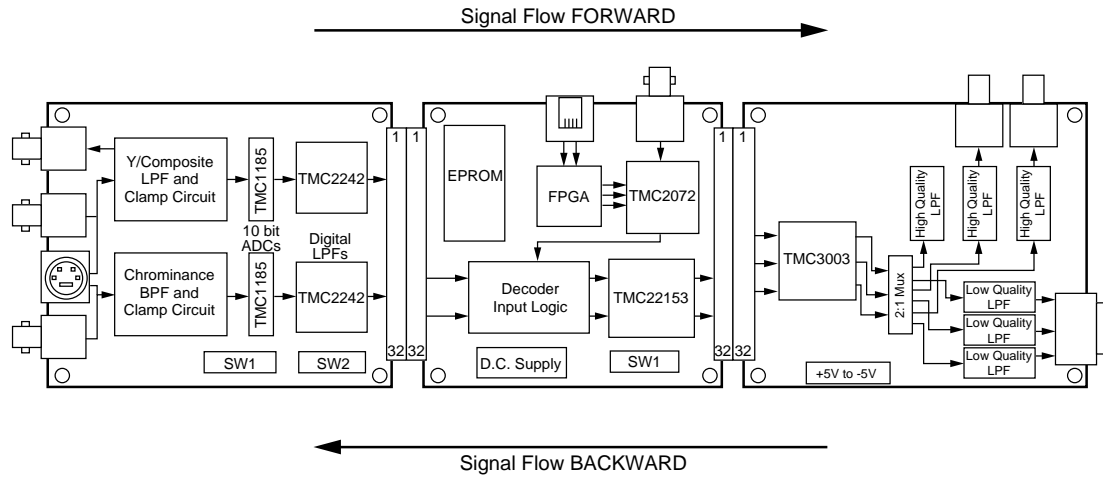 Signal Flow FORWARD
Y/Composite
LPF and
Clamp Circuit
TMC1185
TMC2242
10 bit
ADCs
Digital
LPFs
Chrominance
BPF and
Clamp Circuit
TMC1185
TMC2242
SW1
SW2
1
1
32
32
EPROM
FPGA
TMC2072
Decoder
Input Logic
TMC22153
D.C. Supply
SW1
1
1
32
32
TMC3003
2:1 Mux
High Quality
LPF
High Quality
LPF
High Quality
LPF
Low Quality
LPF
Low Quality
LPF
Low Quality
LPF
+5V to -5V
Signal Flow BACKWARD